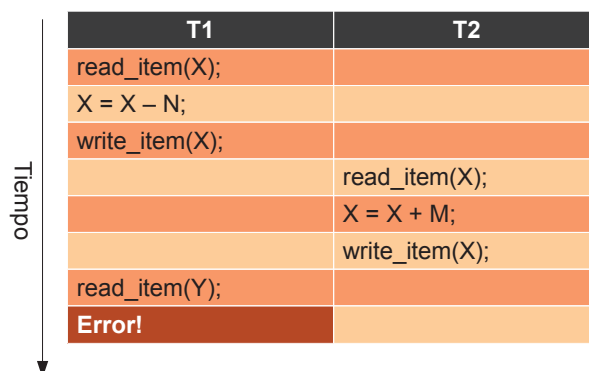 Tiempo
T1 T2
read_item(X);
X = X – N;
write_item(X);
read_item(X);
X = X + M;
write_item(X);
read_item(Y);
Error!